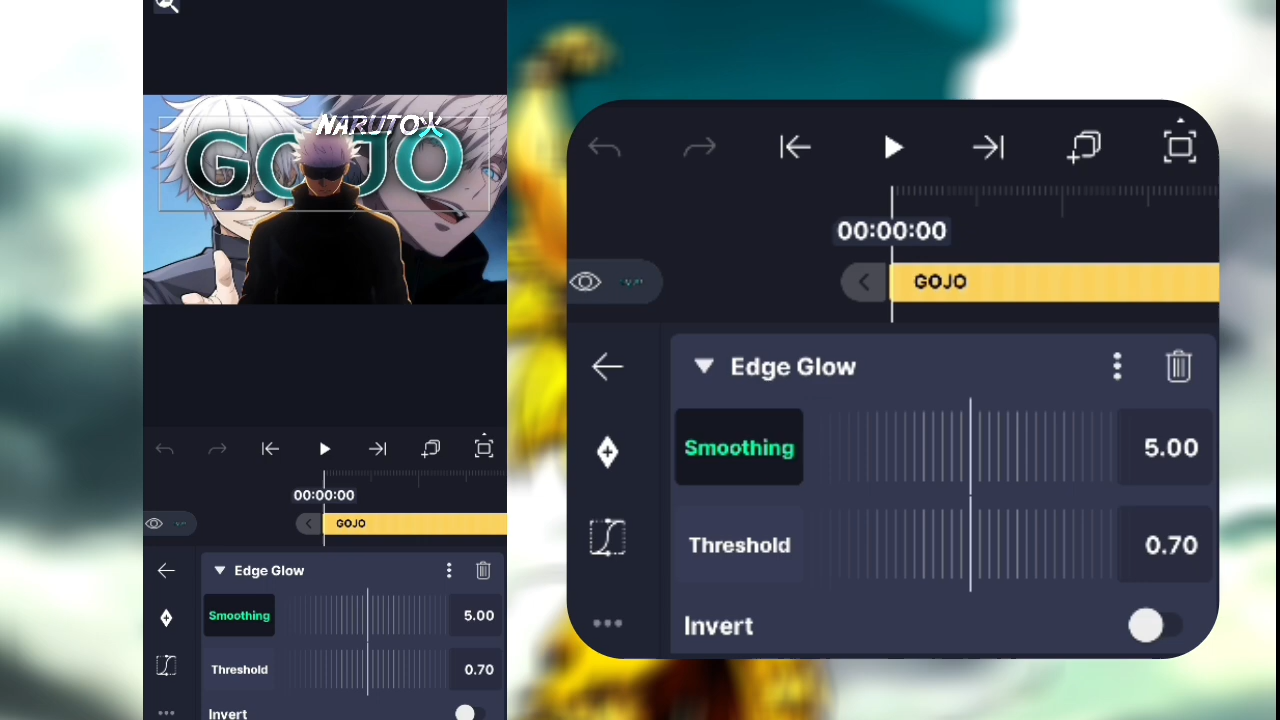 NARUTO火
GOJO
00:00:00
GOJO
Edge Glow
Smoothing
5.00
Threshold
0.70
Invert
00:00:00
GOJO
Edge Glow
Smoothing
5.00
Threshold
0.70
Invert